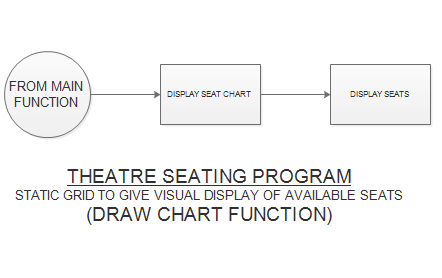 FROM MAIN
FUNCTION
DISPLAY SEAT CHART
DISPLAY SEATS
THEATRE SEATING PROGRAM
STATIC GRID TO GIVE VISUAL DISPLAY OF AVAILABLE SEATS
(DRAW CHART FUNCTION)